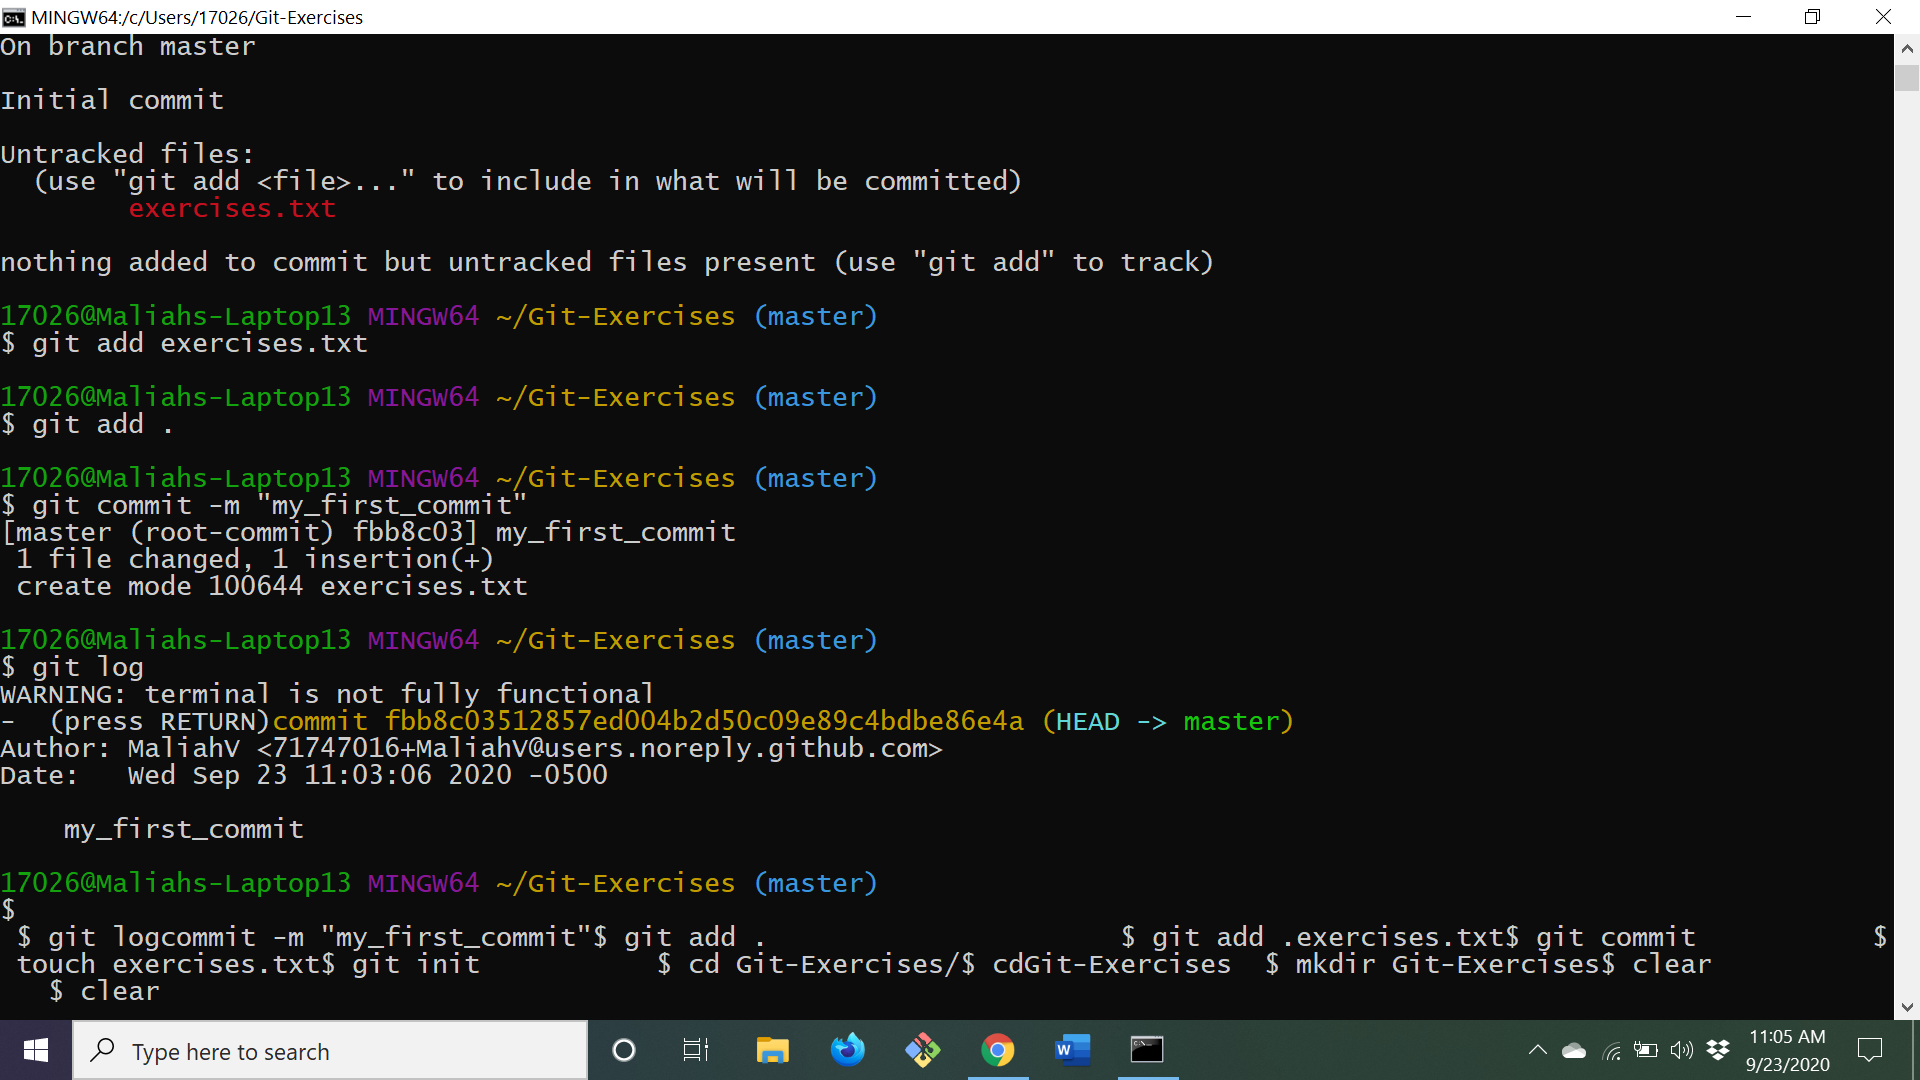 MINGW64:/c/Users/17026/Git-Exercises
On branch master
Initial commit
Untracked files:
  (use "git add <file>..." to include in what will be committed)
        exercises.txt
nothing added to commit but untracked files present (use "git add" to track)
17026@Maliahs-Laptop13 MINGW64 ~/Git-Exercises (master)
$ git add exercises.txt
17026@Maliahs-Laptop13 MINGW64 ~/Git-Exercises (master)
$ git add .
17026@Maliahs-Laptop13 MINGW64 ~/Git-Exercises (master)
$ git commit -m "my_first_commit"
[master (root-commit) fbb8c03] my_first_commit
 1 file changed, 1 insertion(+)
 create mode 100644 exercises.txt
17026@Maliahs-Laptop13 MINGW64 ~/Git-Exercises (master)
$ git log
WARNING: terminal is not fully functional
-  (press RETURN)commit fbb8c03512857ed004b2d50c09e89c4bdbe86e4a (HEAD -> master)
Author: MaliahV <71747016+MaliahV@users.noreply.github.com>
Date:   Wed Sep 23 11:03:06 2020 -0500
    my_first_commit
17026@Maliahs-Laptop13 MINGW64 ~/Git-Exercises (master)
$
 $ git logcommit -m "my_first_commit"$ git add .                      $ git add .exercises.txt$ git commit           $
 touch exercises.txt$ git init           $ cd Git-Exercises/$ cdGit-Exercises  $ mkdir Git-Exercises$ clear
   $ clear
Type here to search
11:05 AM
9/23/2020